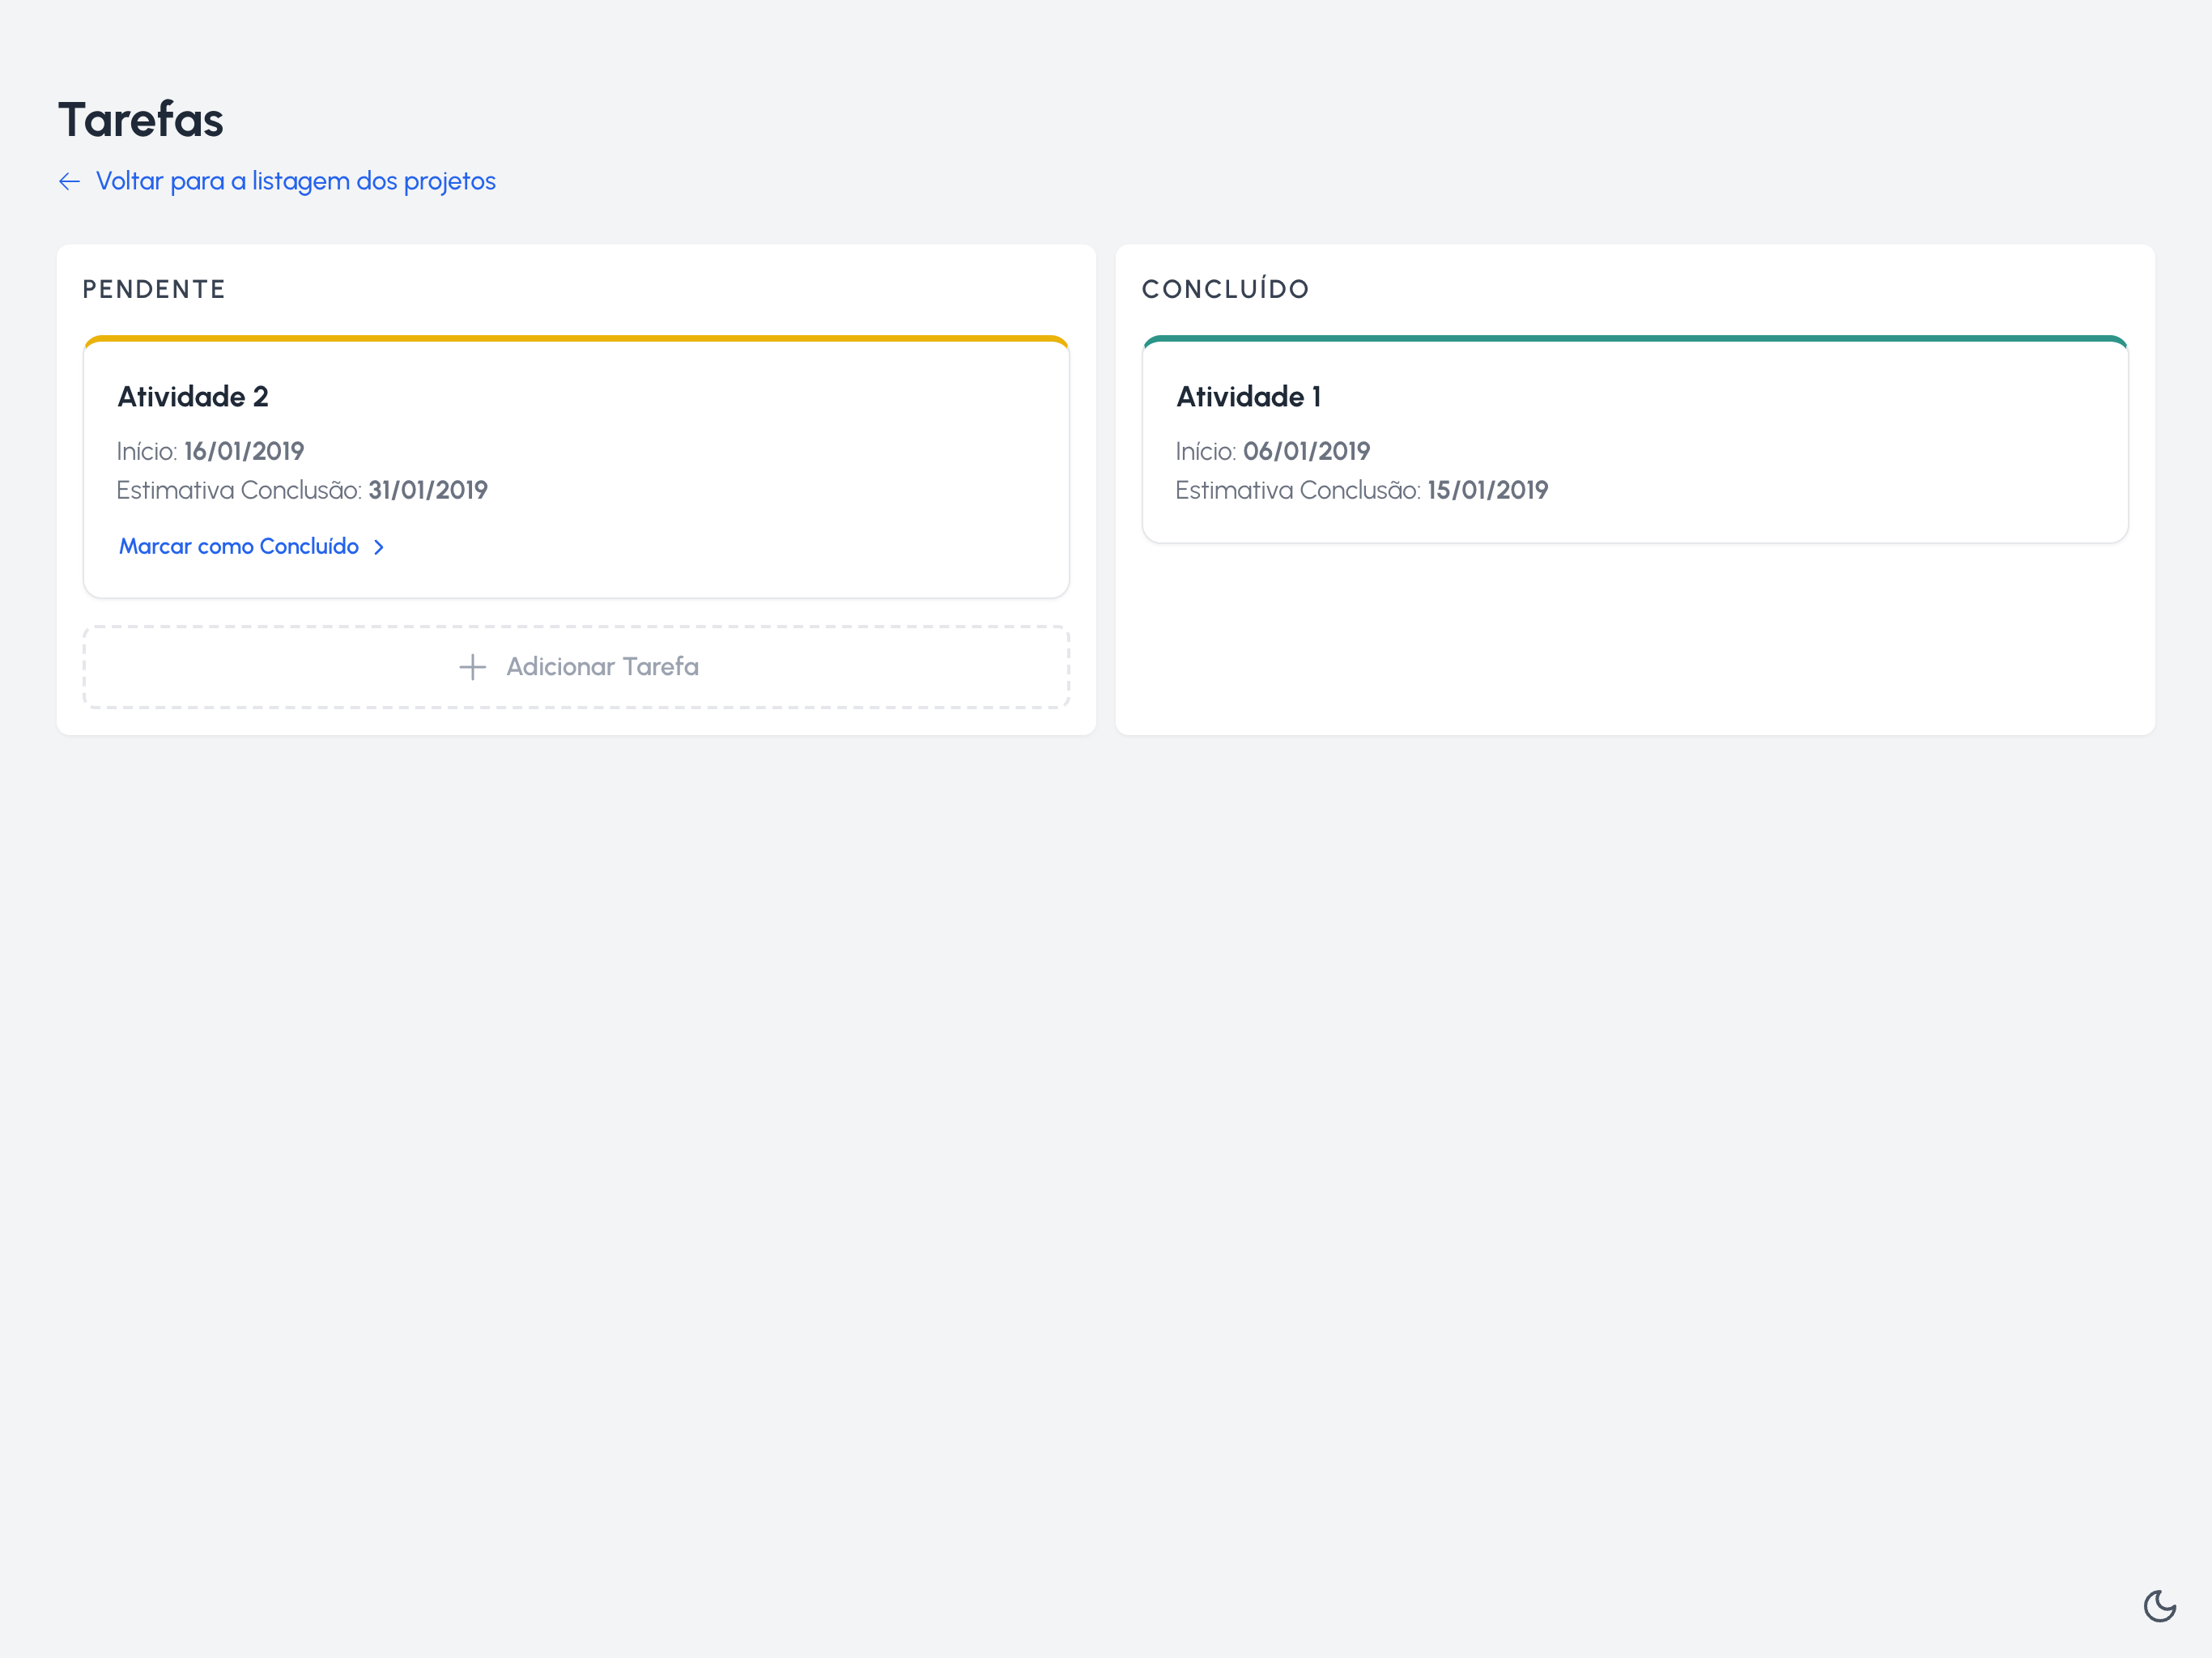 Tarefas
Voltar para a listagem dos projetos
PENDENTE
Atividade 2
Início: 16/01/2019
Estimativa Conclusão: 31/01/2019
Marcar como Concluído
Adicionar Tarefa
CONCLUÍDO
Atividade 1
Início: 06/01/2019
Estimativa Conclusão: 15/01/2019